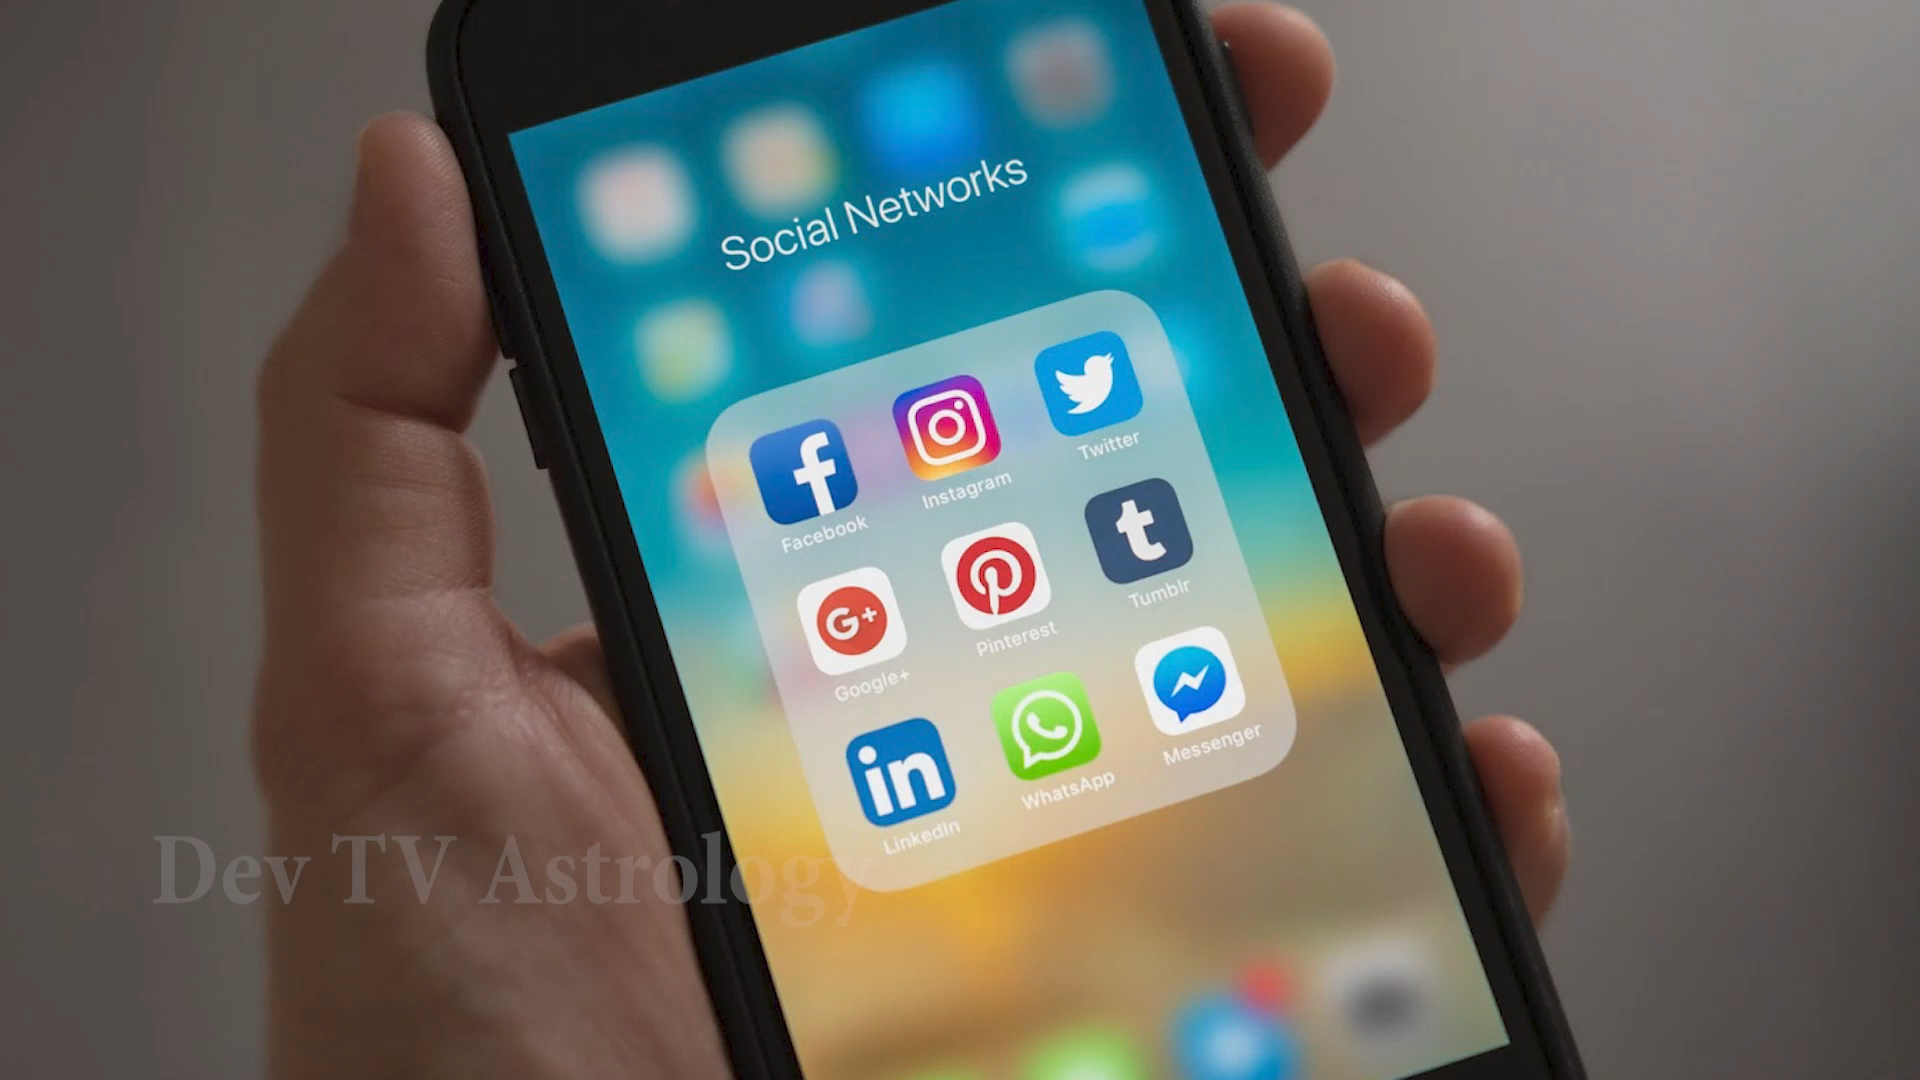 Social Networks
Facebook
Instagram
Twitter
Google+
Pinterest
Tumblr
LinkedIn
WhatsApp
Messenger
Dev TV Astrology